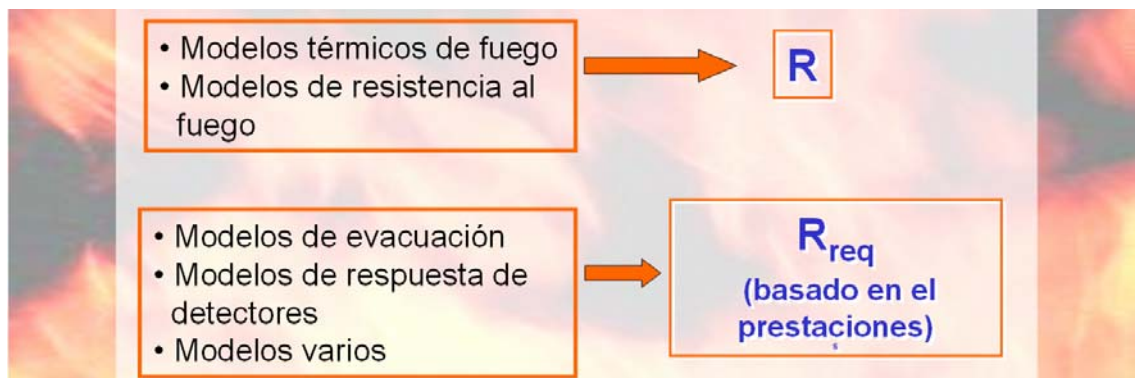 • Modelos térmicos de fuego
• Modelos de resistencia al
fuego
R
• Modelos de evacuación
• Modelos de respuesta de
detectores
• Modelos varios
Rreq
(basado en el
prestaciones)
s